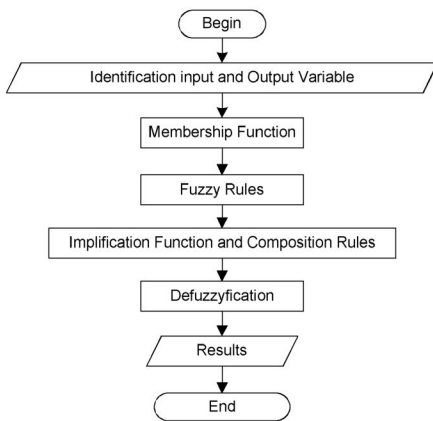 Begin
Identification input and Output Variable
Membership Function
Fuzzy Rules
Implification Function and Composition Rules
Defuzzyfication
Results
End